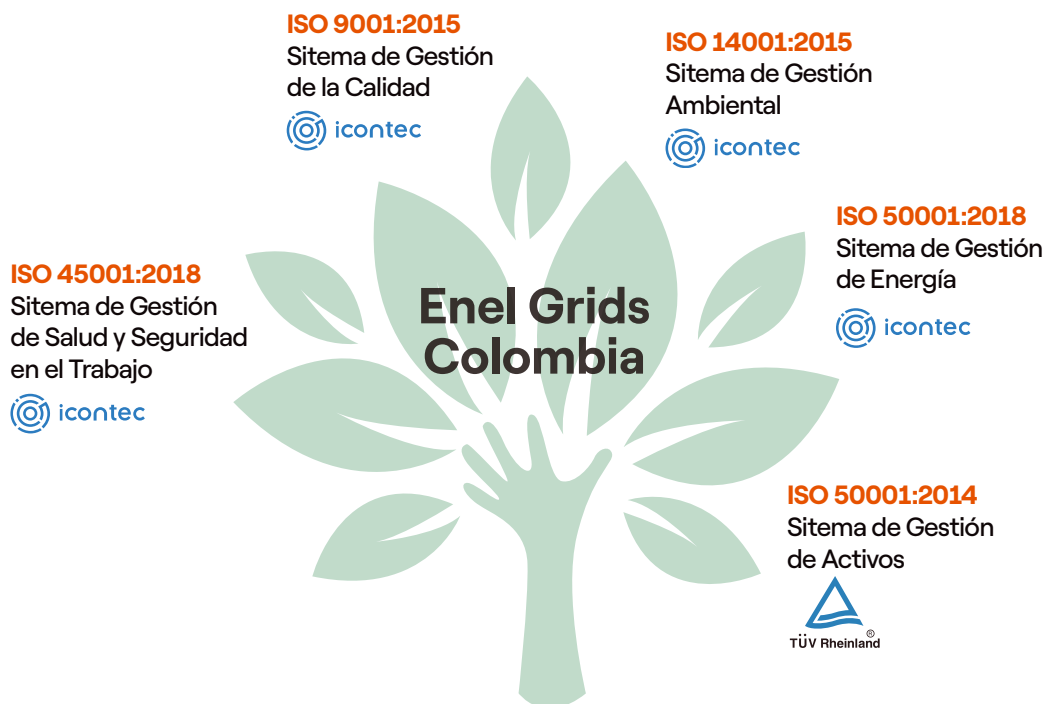 ISO 9001:2015
Sitema de Gestión
de la Calidad
icontec
ISO 14001:2015
Sitema de Gestión
Ambiental
icontec
ISO 50001:2018
Sitema de Gestión
de Energía
icontec
ISO 45001:2018
Sitema de Gestión
de Salud y Seguridad
en el Trabajo
icontec
Enel Grids
Colombia
ISO 50001:2014
Sitema de Gestión
de Activos
TÜV Rheinland®